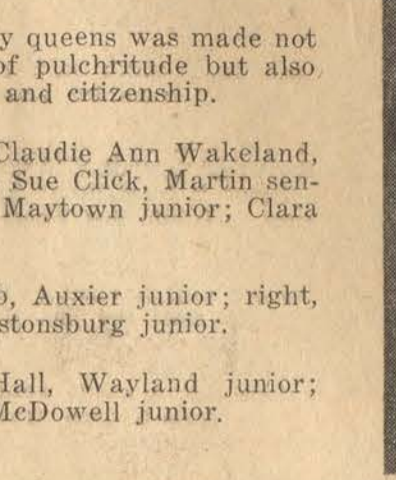 y queens was made not
of pulchritude but also
and citizenship.
Claudie Ann Wakeland,
Sue Click, Martin sen-
Maytown junior; Clara
o, Auxier junior; right,
stonsburg junior.
Hall, Wayland junior;
McDowell junior.